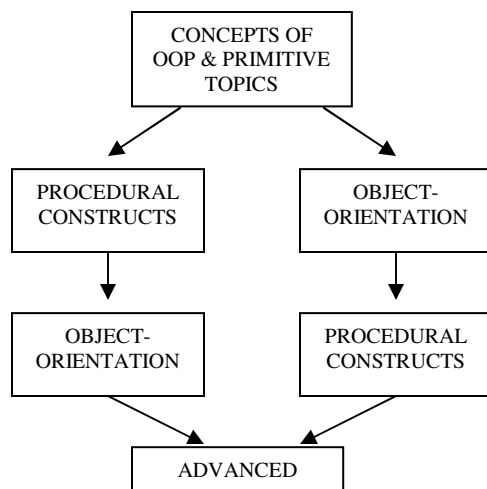 CONCEPTS OF
OOP & PRIMITIVE
TOPICS
PROCEDURAL
CONSTRUCTS
OBJECT-
ORIENTATION
OBJECT-
ORIENTATION
PROCEDURAL
CONSTRUCTS
ADVANCED